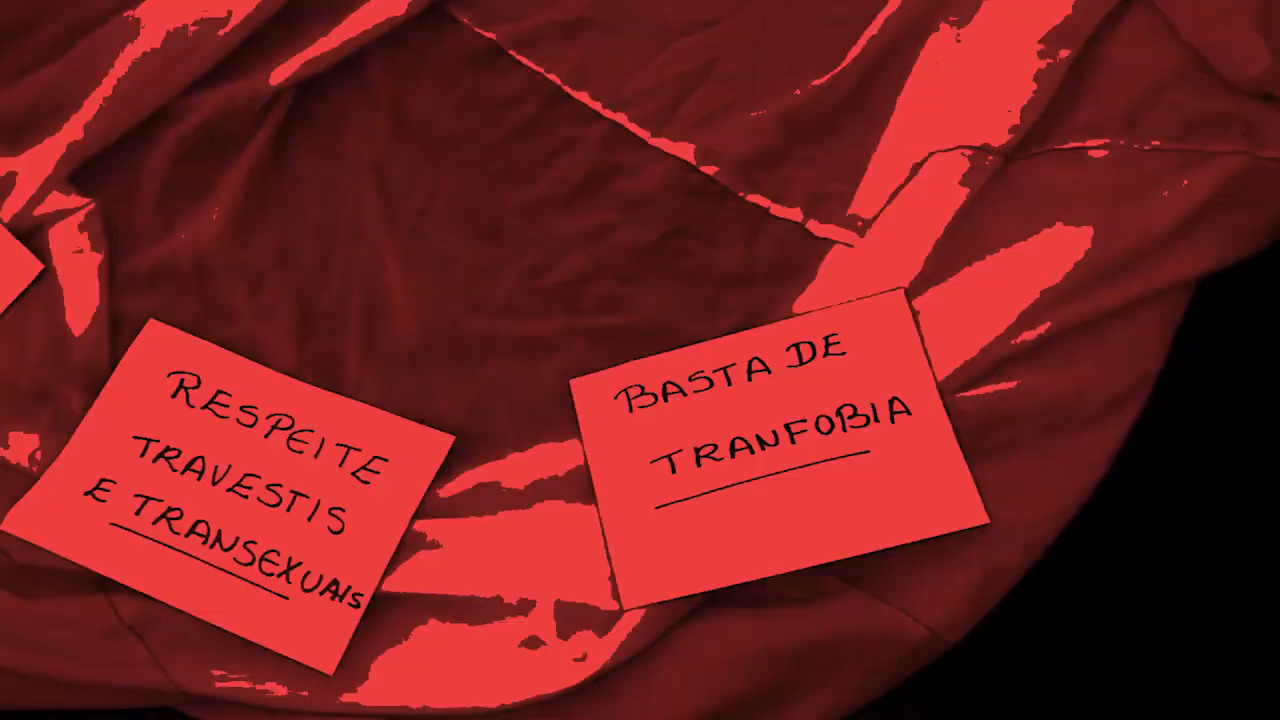 RESPEITE
TRAVESTIS
E TRANSEXUAIS
BASTA DE
TRANFOBIA